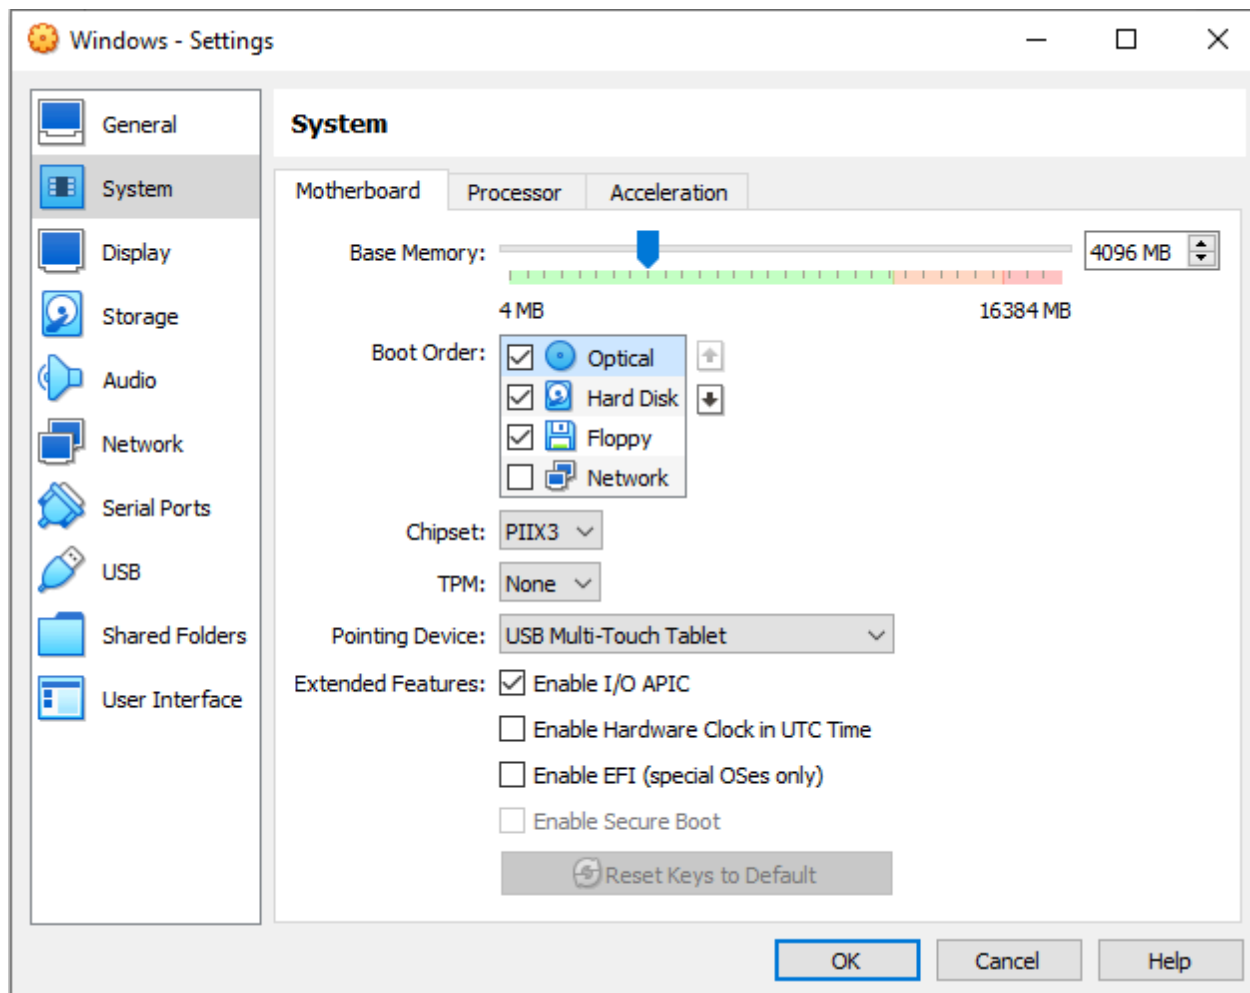 Windows - Settings
General
System
Display
Storage
Audio
Network
Serial Ports
USB
Shared Folders
User Interface
System
Motherboard Processor Acceleration
Base Memory: 4096 MB
4 MB 16384 MB
Boot Order: Optical
Hard Disk
Floppy
Network
Chipset: PIIX3
TPM: None
Pointing Device: USB Multi-Touch Tablet
Extended Features: Enable I/O APIC
Enable Hardware Clock in UTC Time
Enable EFI (special OSes only)
Enable Secure Boot
Reset Keys to Default
OK Cancel Help